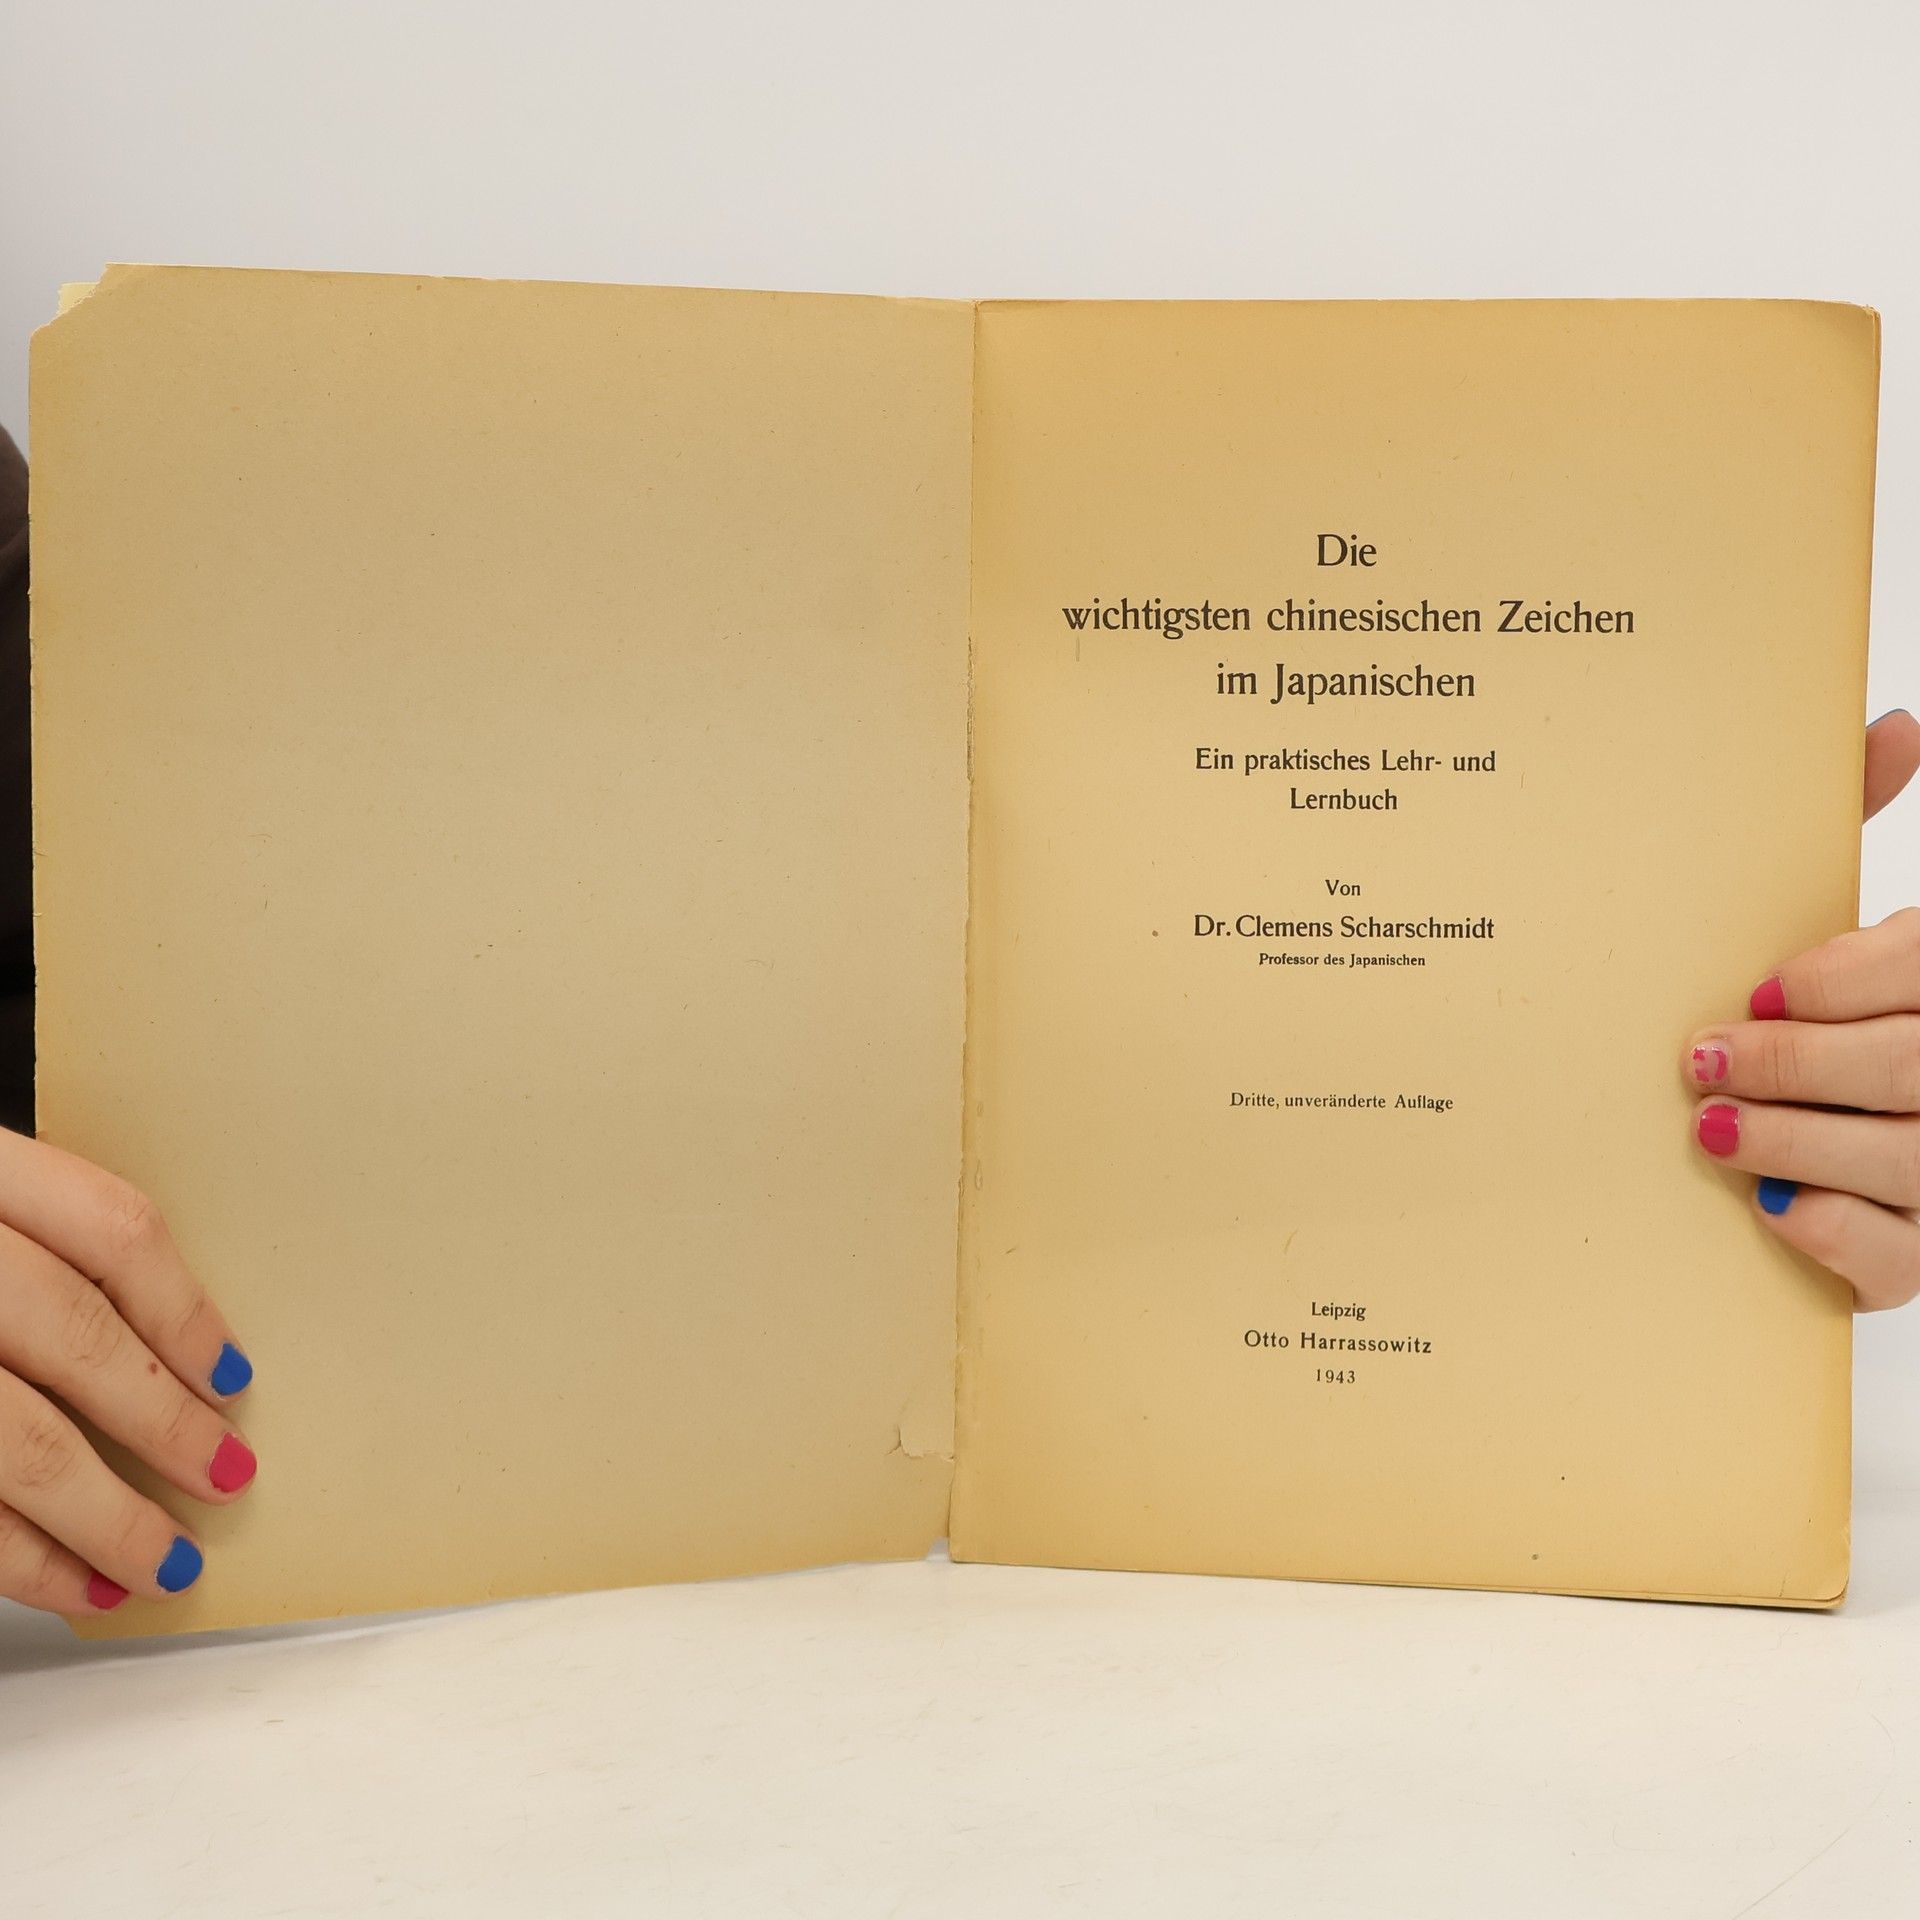 Die
wichtigsten chinesischen Zeichen
im Japanischen
Ein praktisches Lehr- und
Lernbuch
Von
Dr. Clemens Scharschmidt
Professor des Japanischen
Dritte, unveränderte Auflage
Leipzig
Otto Harrassowitz
1943